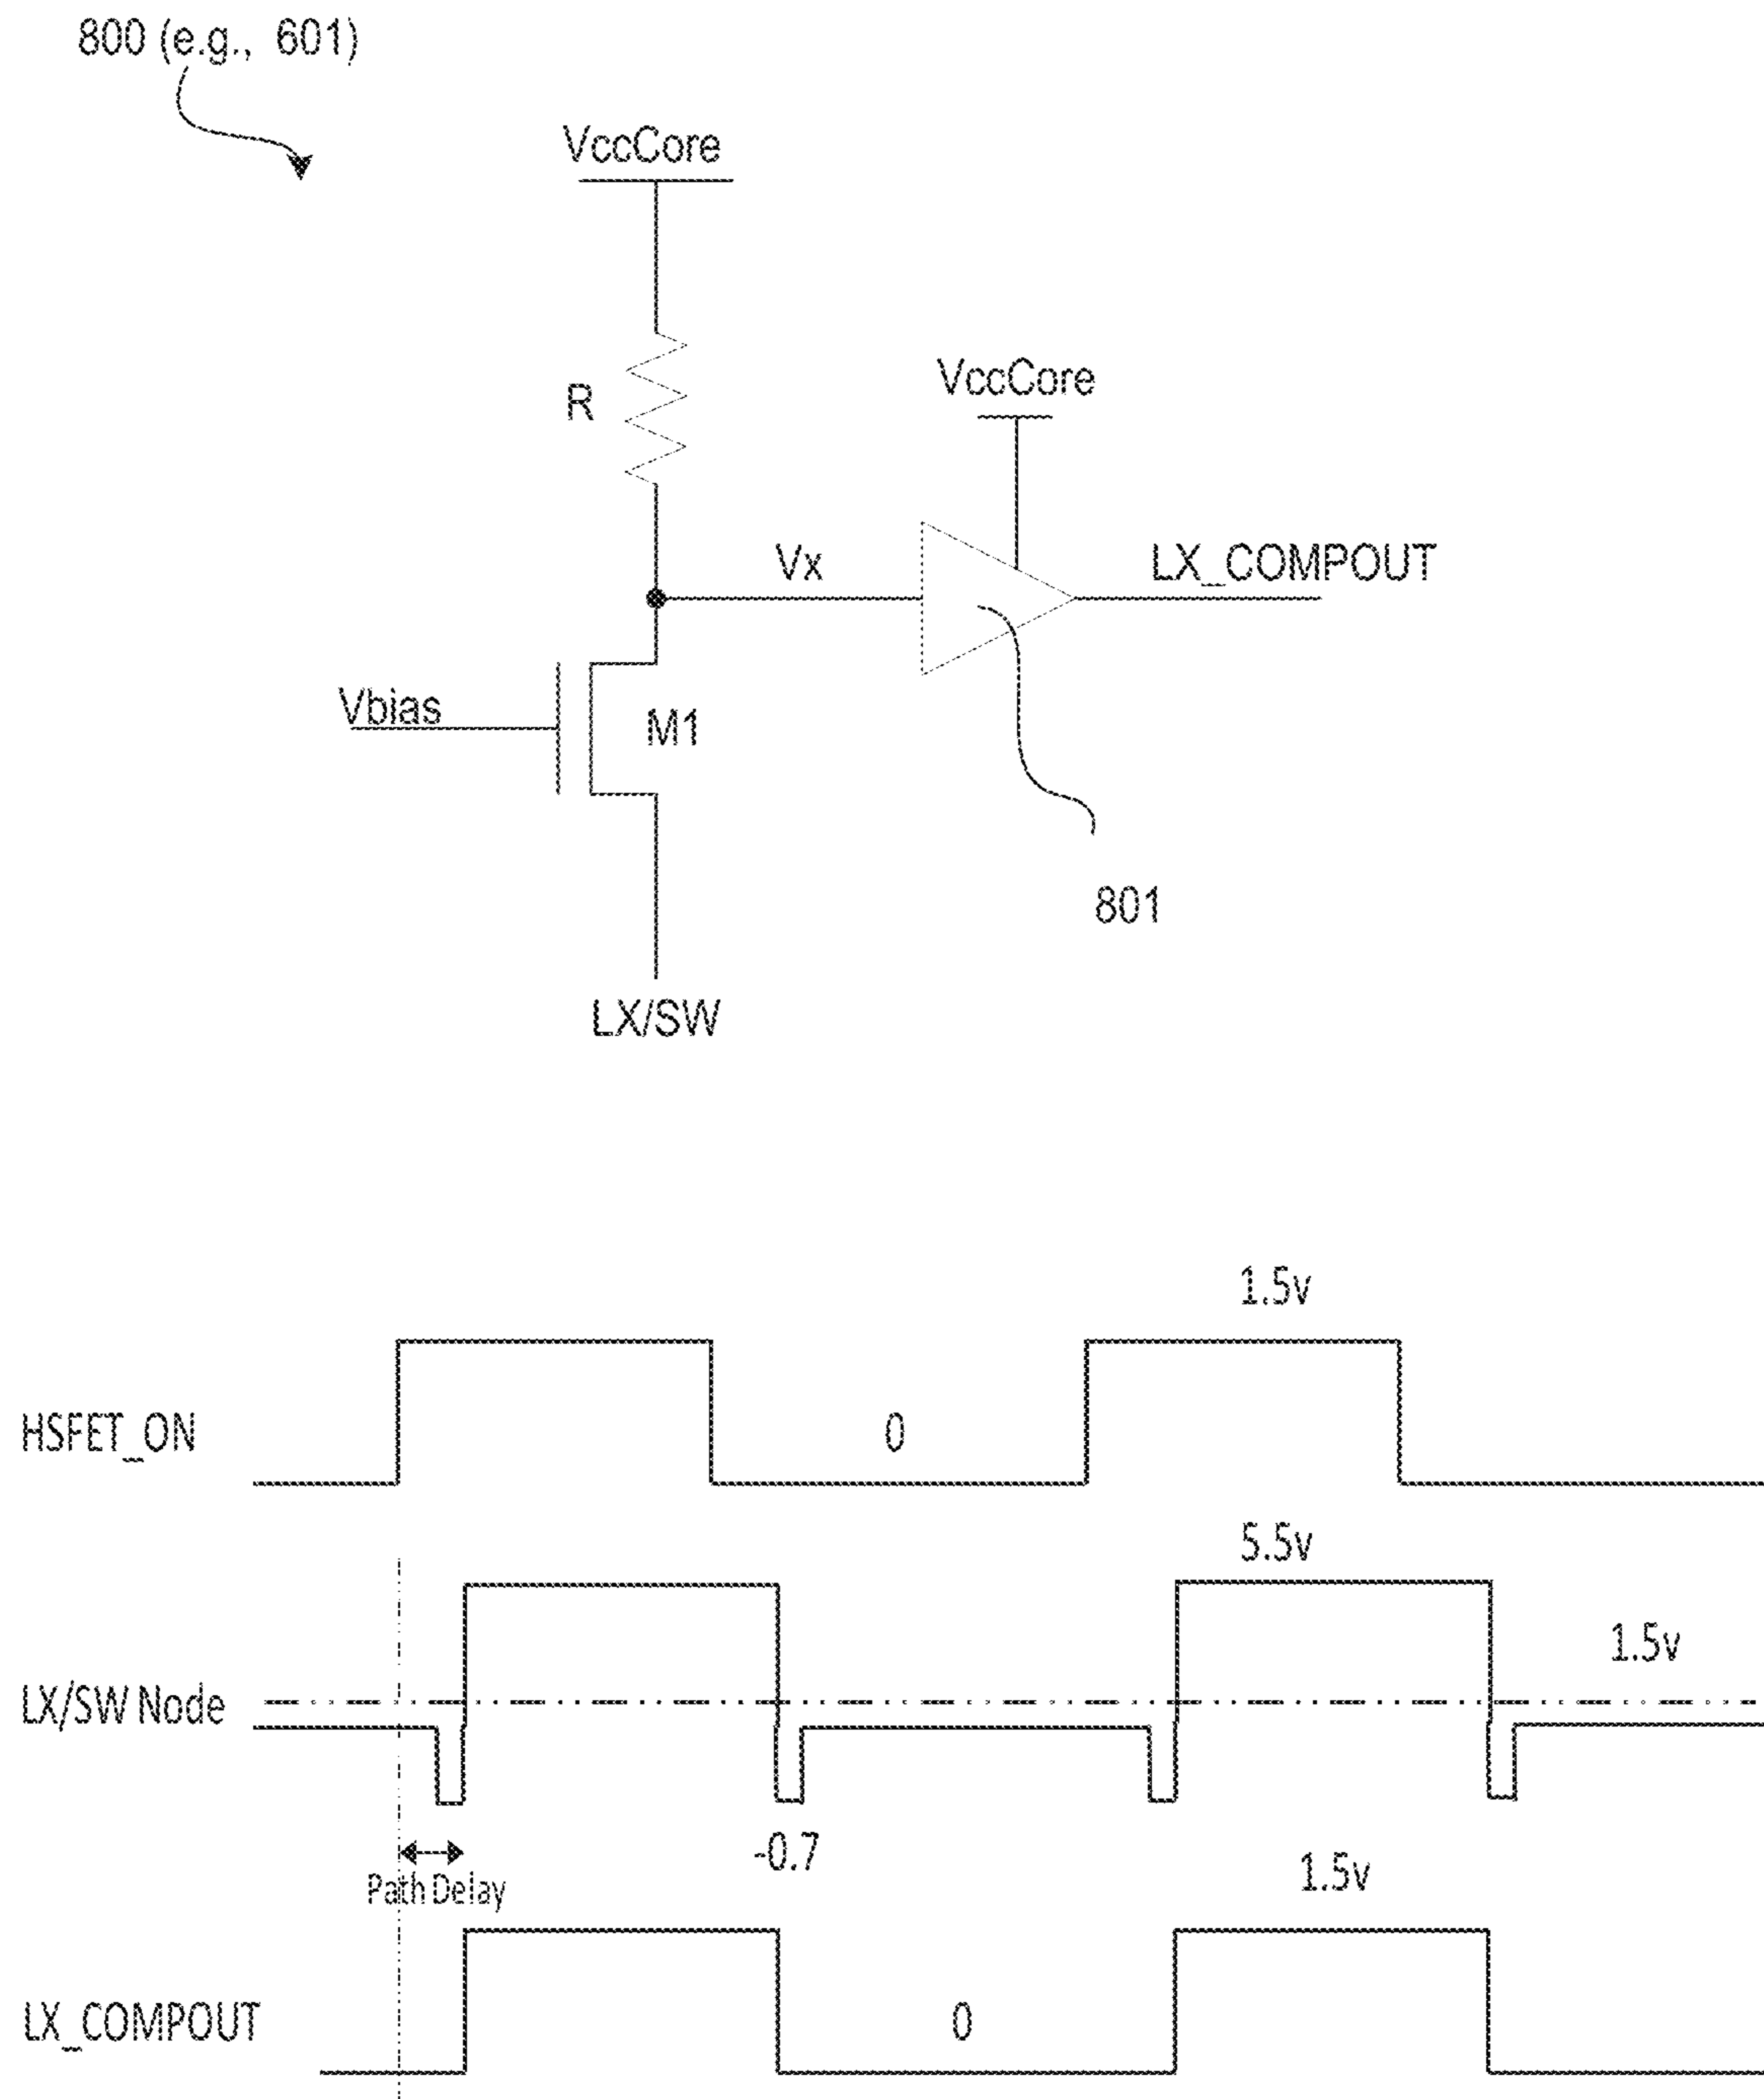 800 (e.g., 601)
VccCore
R
VccCore
Vx
LX_COMPOUT
Vbias
M1
801
LX/SW
1.5v
HSFET_ON
0
5.5v
1.5v
LX/SW Node
-0.7
Path Delay
1.5v
LX_COMPOUT
0